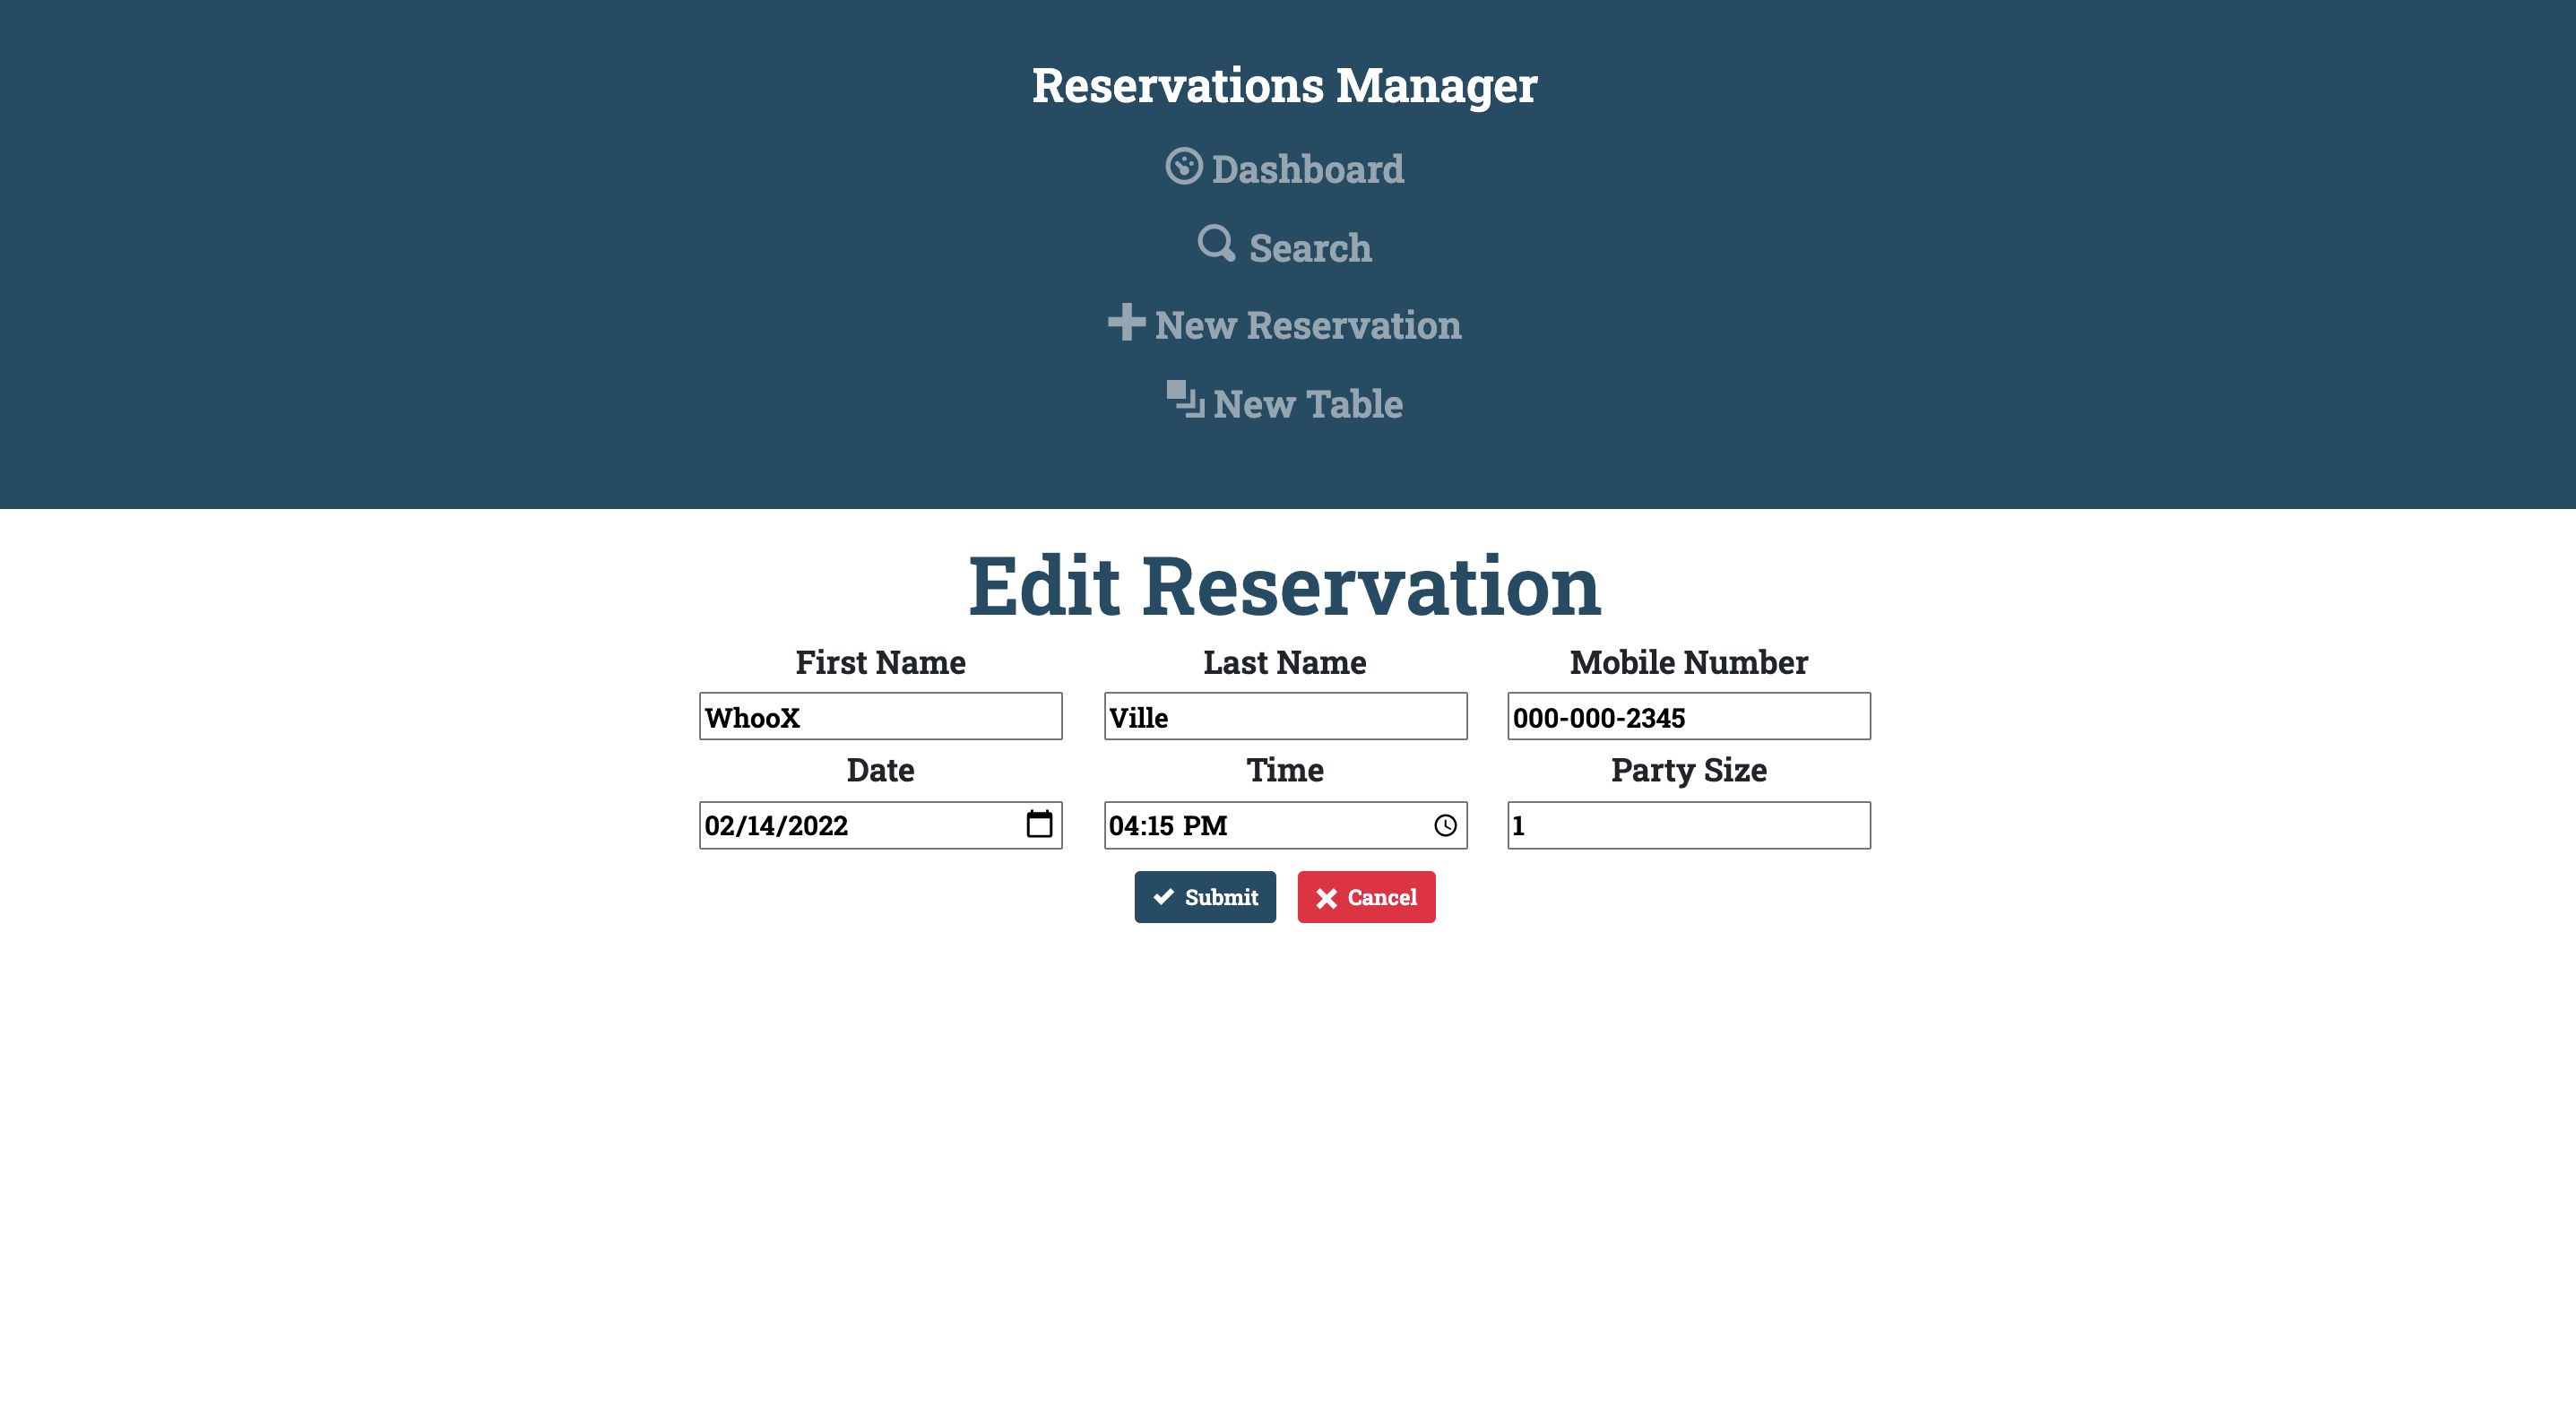 Reservations Manager
Dashboard
Search
New Reservation
New Table
Edit Reservation
First Name Last Name Mobile Number
WhooX Ville 000-000-2345
Date Time Party Size
02/14/2022 04:15 PM 1
Submit Cancel